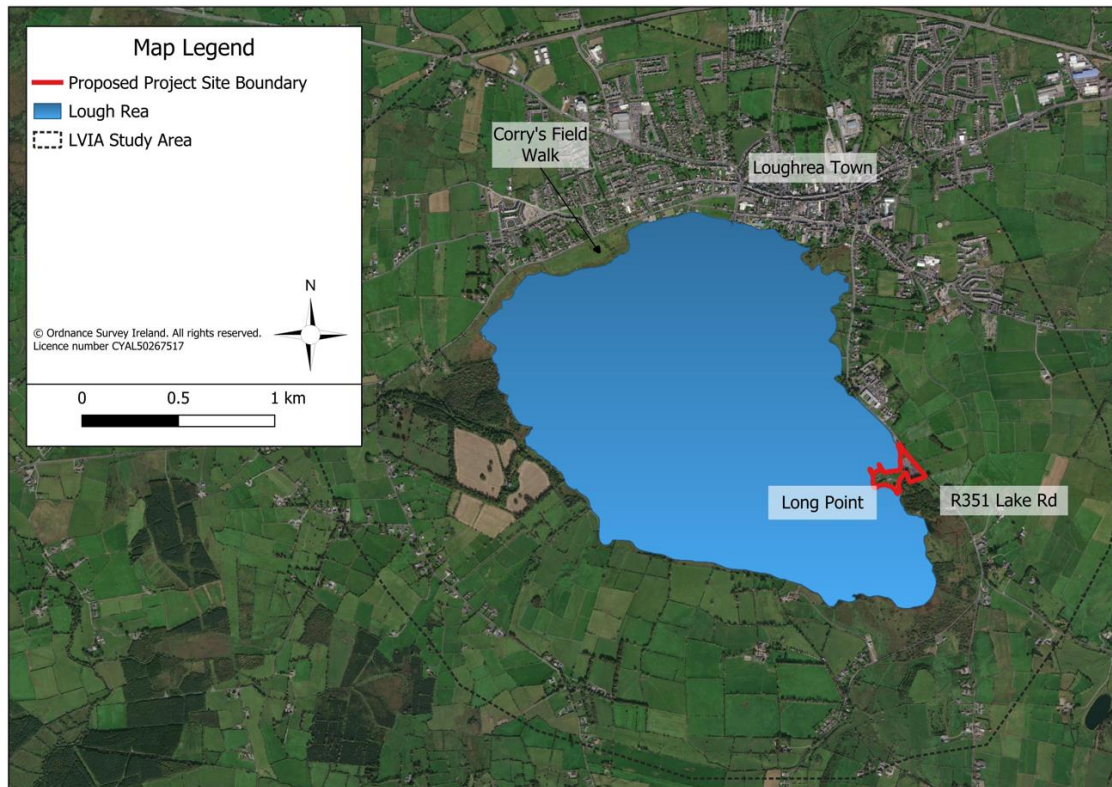 Map Legend
Proposed Project Site Boundary
Lough Rea
LVIA Study Area
N
© Ordnance Survey Ireland. All rights reserved.
Licence number CYAL50267517
0 0.5 1 km
Corry's Field
Walk
Loughrea Town
Long Point
R351 Lake Rd